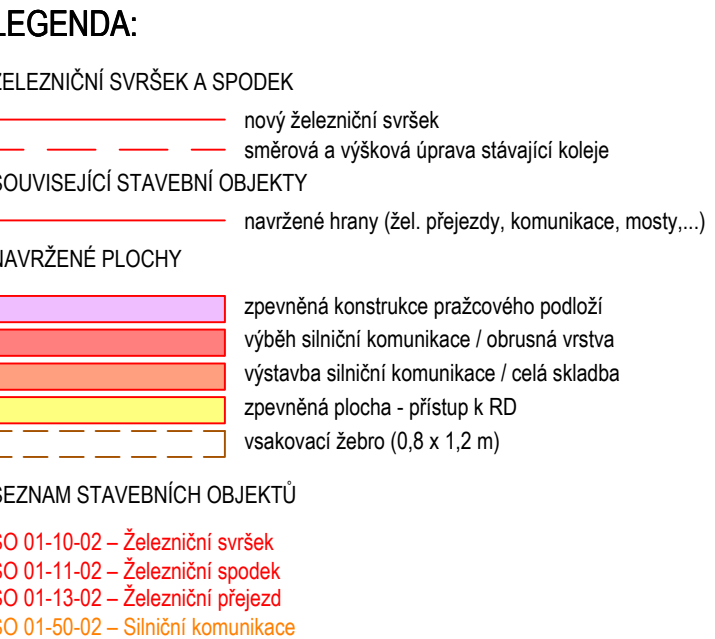 LEGENDA:
ŽELEZNIČNÍ SVRŠEK A SPODEK
nový železniční svršek
směrová a výšková úprava stávající koleje
SOUVISEJÍCÍ STAVEBNÍ OBJEKTY
navržené hrany (žel. přejezdy, komunikace, mosty,...)
NAVRŽENÉ PLOCHY
zpevněná konstrukce pražcového podloží
výběh silniční komunikace / obrusná vrstva
výstavba silniční komunikace / celá skladba
zpevněná plocha - přístup k RD
vsakovací žebro (0,8 x 1,2 m)
SEZNAM STAVEBNÍCH OBJEKTŮ
SO 01-10-02 – Železniční svršek
SO 01-11-02 – Železniční spodek
SO 01-13-02 – Železniční přejezd
SO 01-50-02 – Silniční komunikace